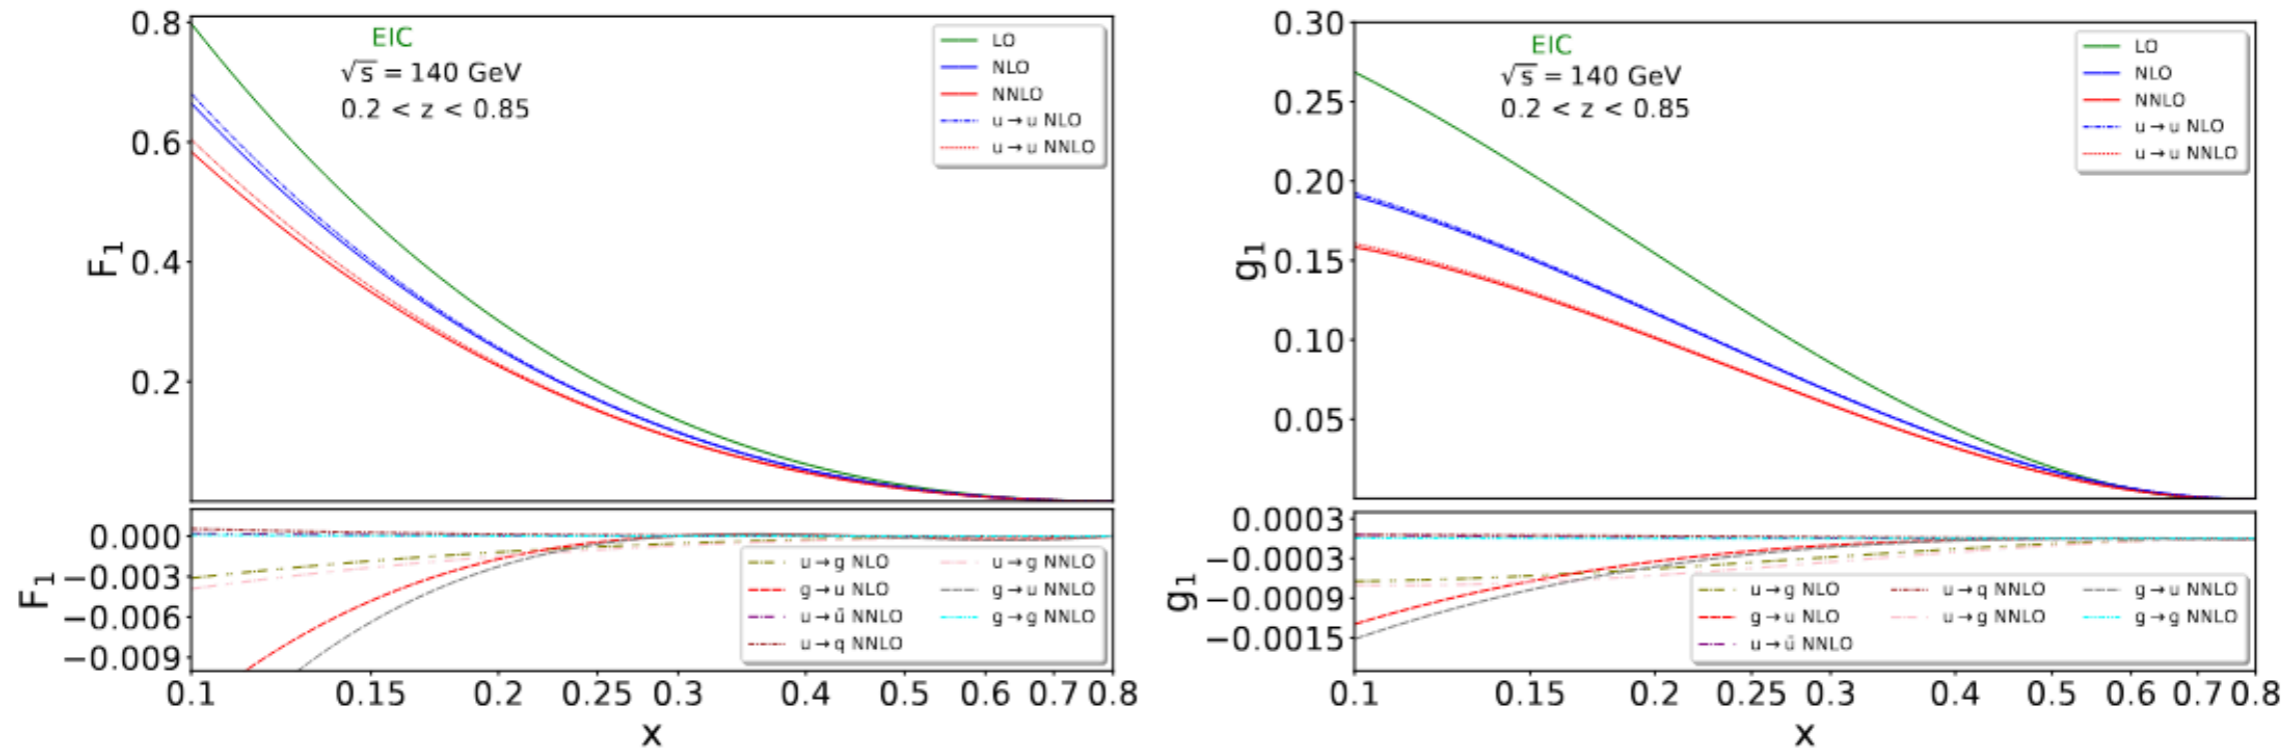 0.8
0.6
0.4
0.2
F₁
EIC
√s = 140 GeV
0.2 < z < 0.85
LO
NLO
NNLO
u → u NLO
u → u NNLO
0.000
−0.003
−0.006
−0.009
F₁
u → g NLO
g → u NLO
u → ū NNLO
u → q NNLO
u → g NNLO
g → u NNLO
g → g NNLO
0.1 0.15 0.2 0.25 0.3 0.4 0.5 0.6 0.7 0.8
x
0.30
0.25
0.20
0.15
0.10
0.05
g₁
EIC
√s = 140 GeV
0.2 < z < 0.85
LO
NLO
NNLO
u → u NLO
u → u NNLO
0.0003
−0.0003
−0.0009
−0.0015
g₁
u → g NLO
g → u NLO
u → ū NNLO
u → q NNLO
u → g NNLO
g → u NNLO
g → g NNLO
0.1 0.15 0.2 0.25 0.3 0.4 0.5 0.6 0.7 0.8
x